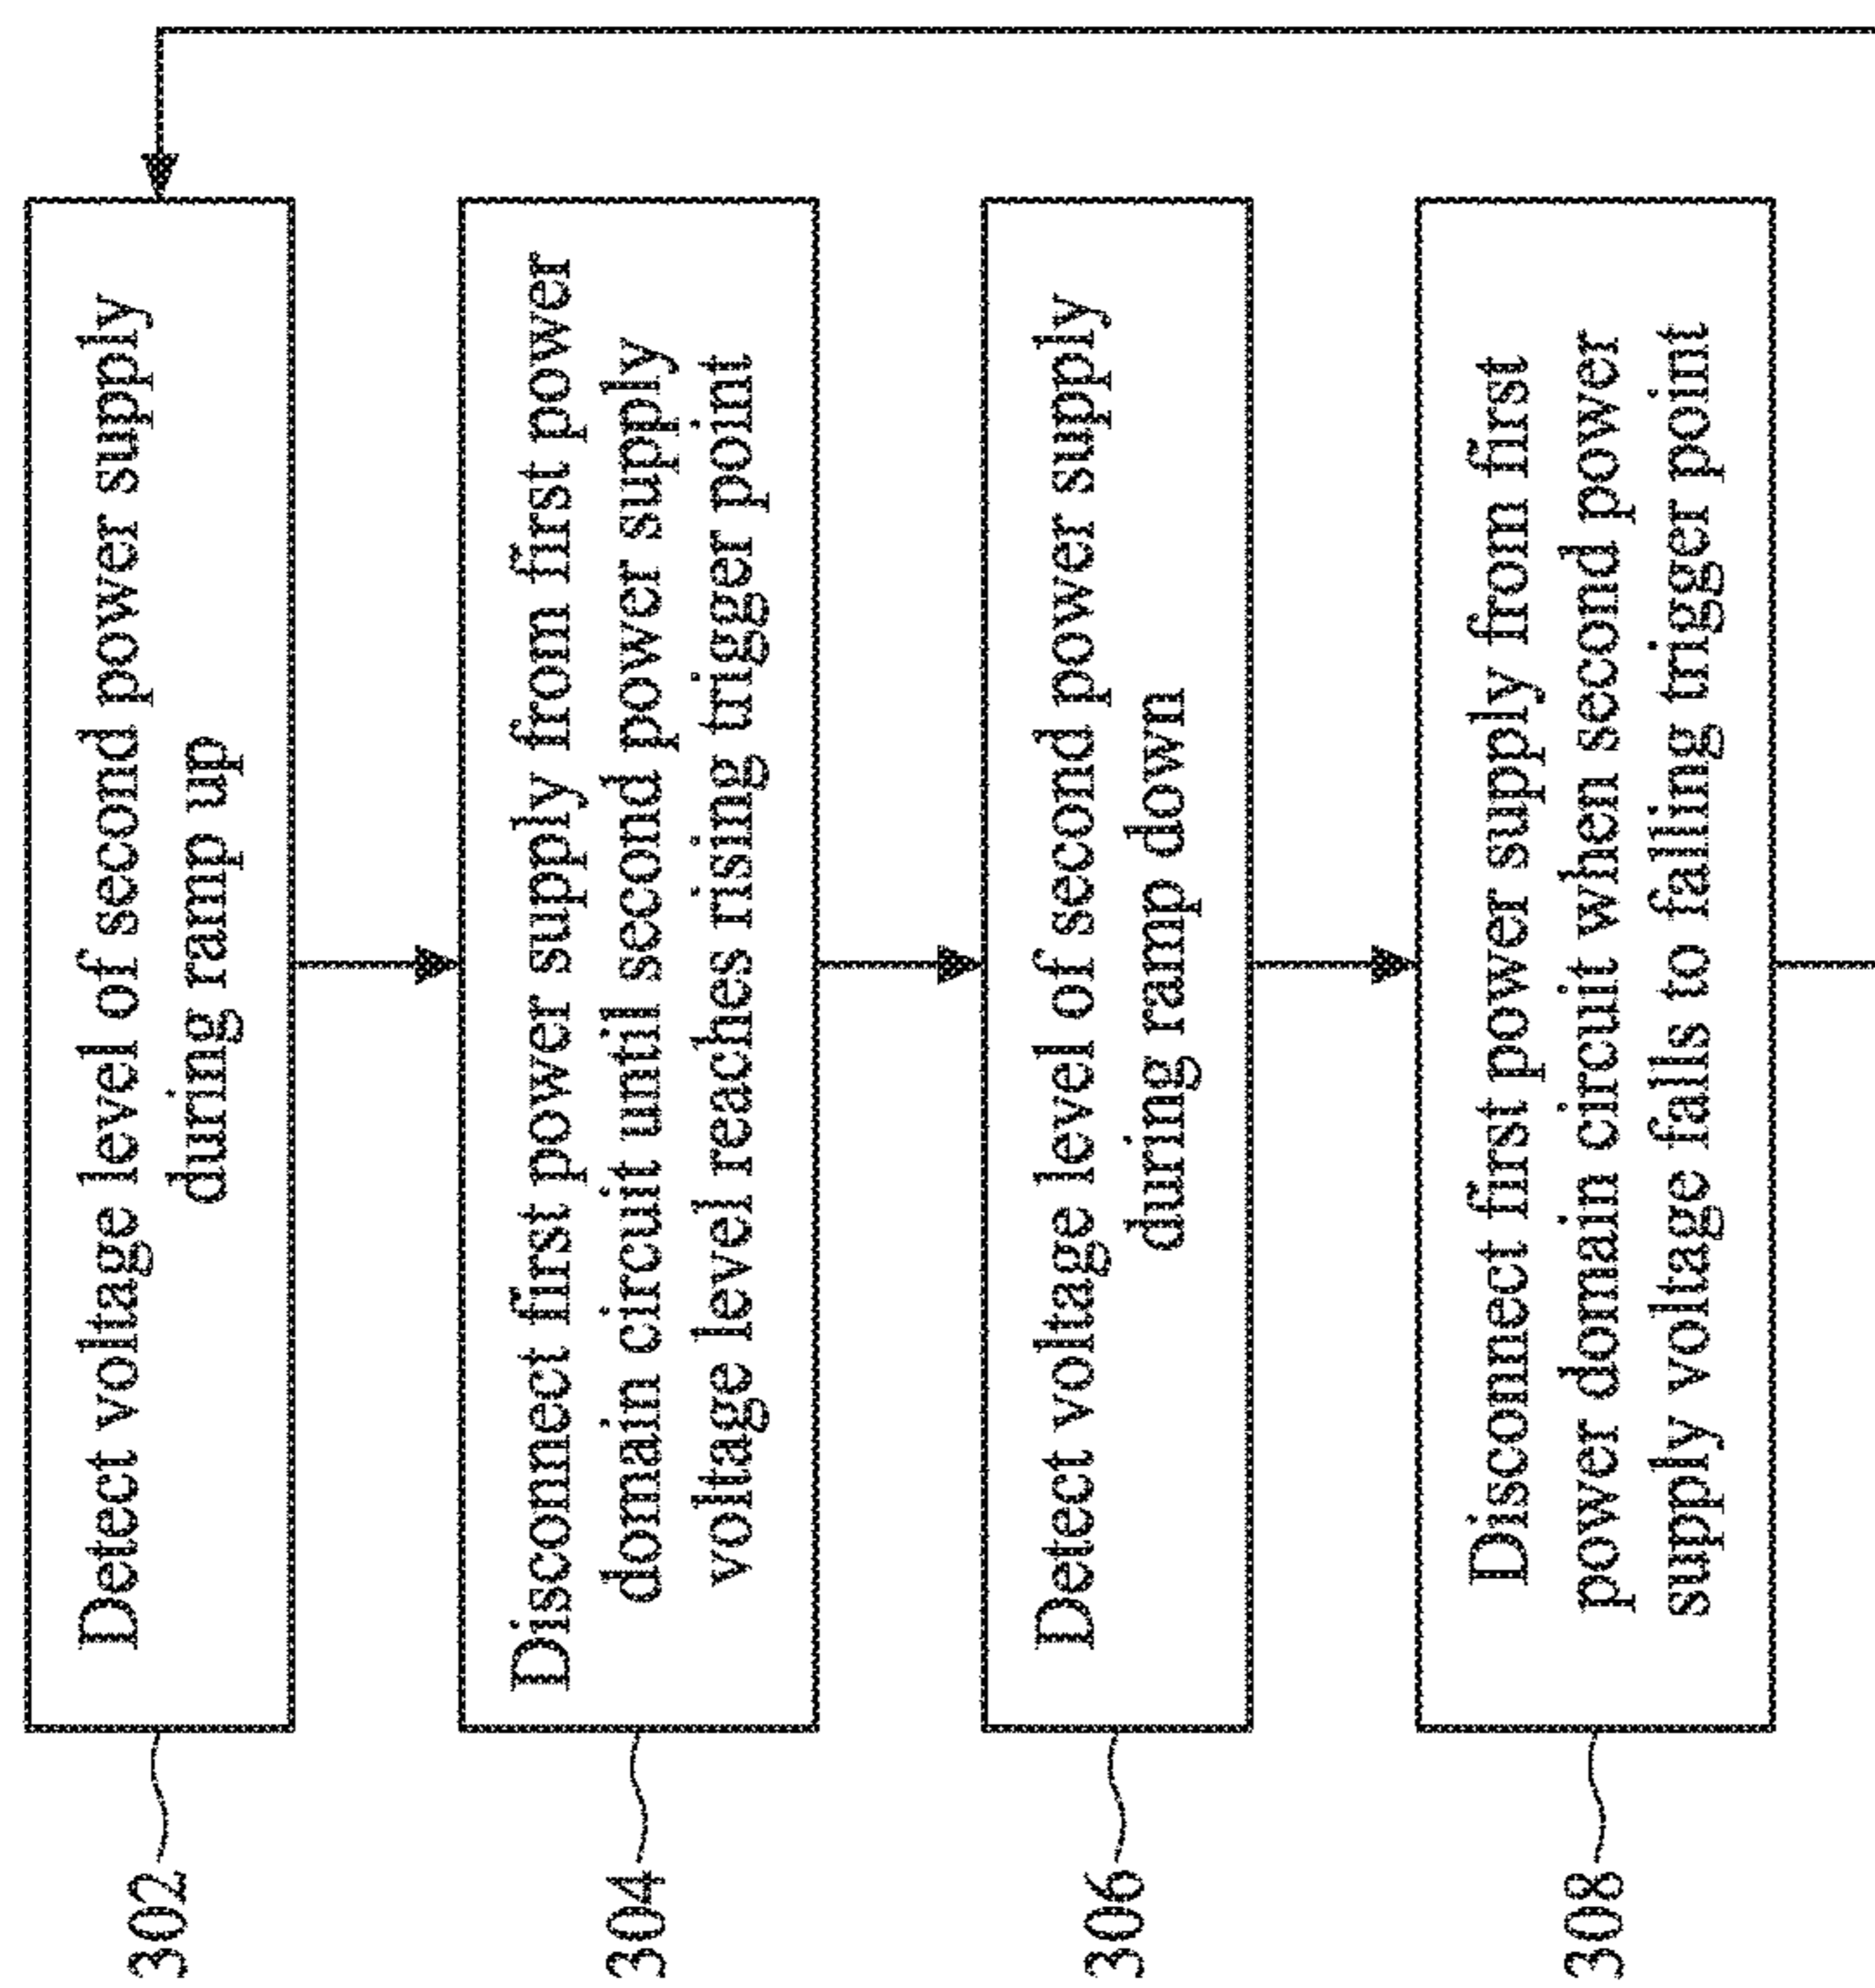 302
Detect voltage level of second power supply
during ramp up
304
Disconnect first power supply from first power
domain circuit until second power supply
voltage level reaches rising trigger point
306
Detect voltage level of second power supply
during ramp down
308
Disconnect first power supply from first
power domain circuit when second power
supply voltage falls to falling trigger point